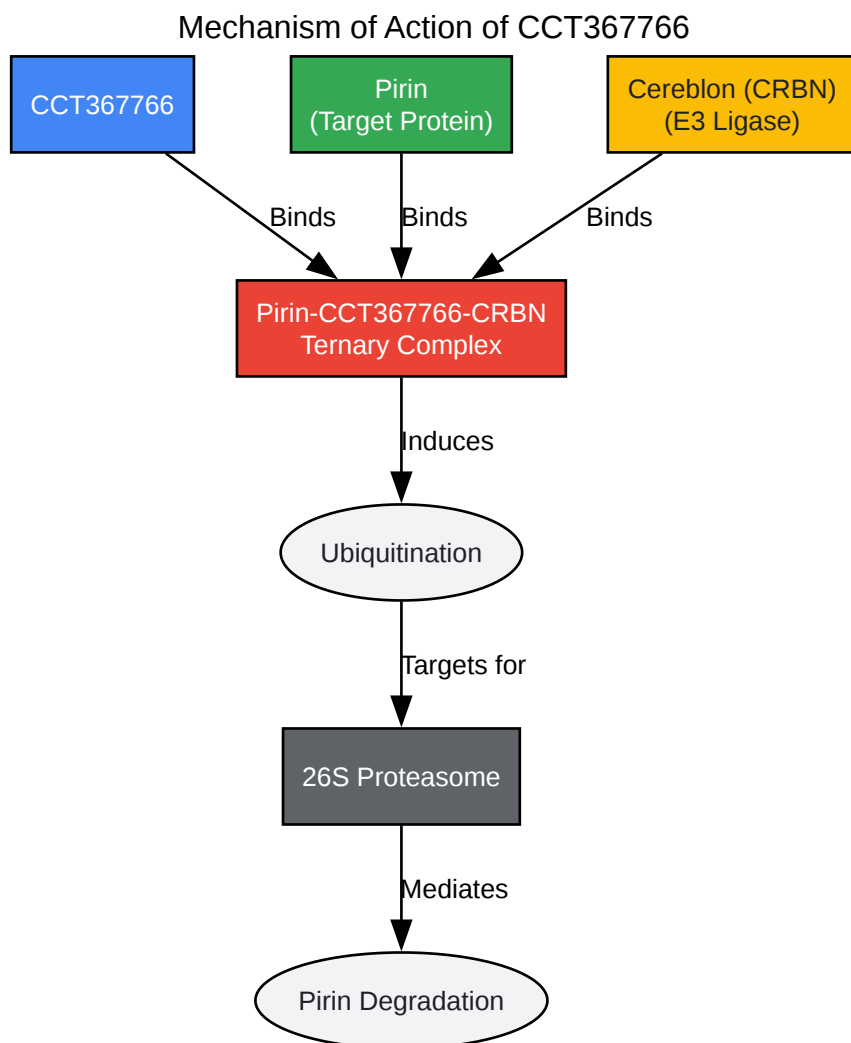 Mechanism of Action of CCT367766
CCT367766
Pirin
(Target Protein)
Cereblon (CRBN)
(E3 Ligase)
Binds
Binds
Binds
Pirin-CCT367766-CRBN
Ternary Complex
Induces
Ubiquitination
Targets for
26S Proteasome
Mediates
Pirin Degradation